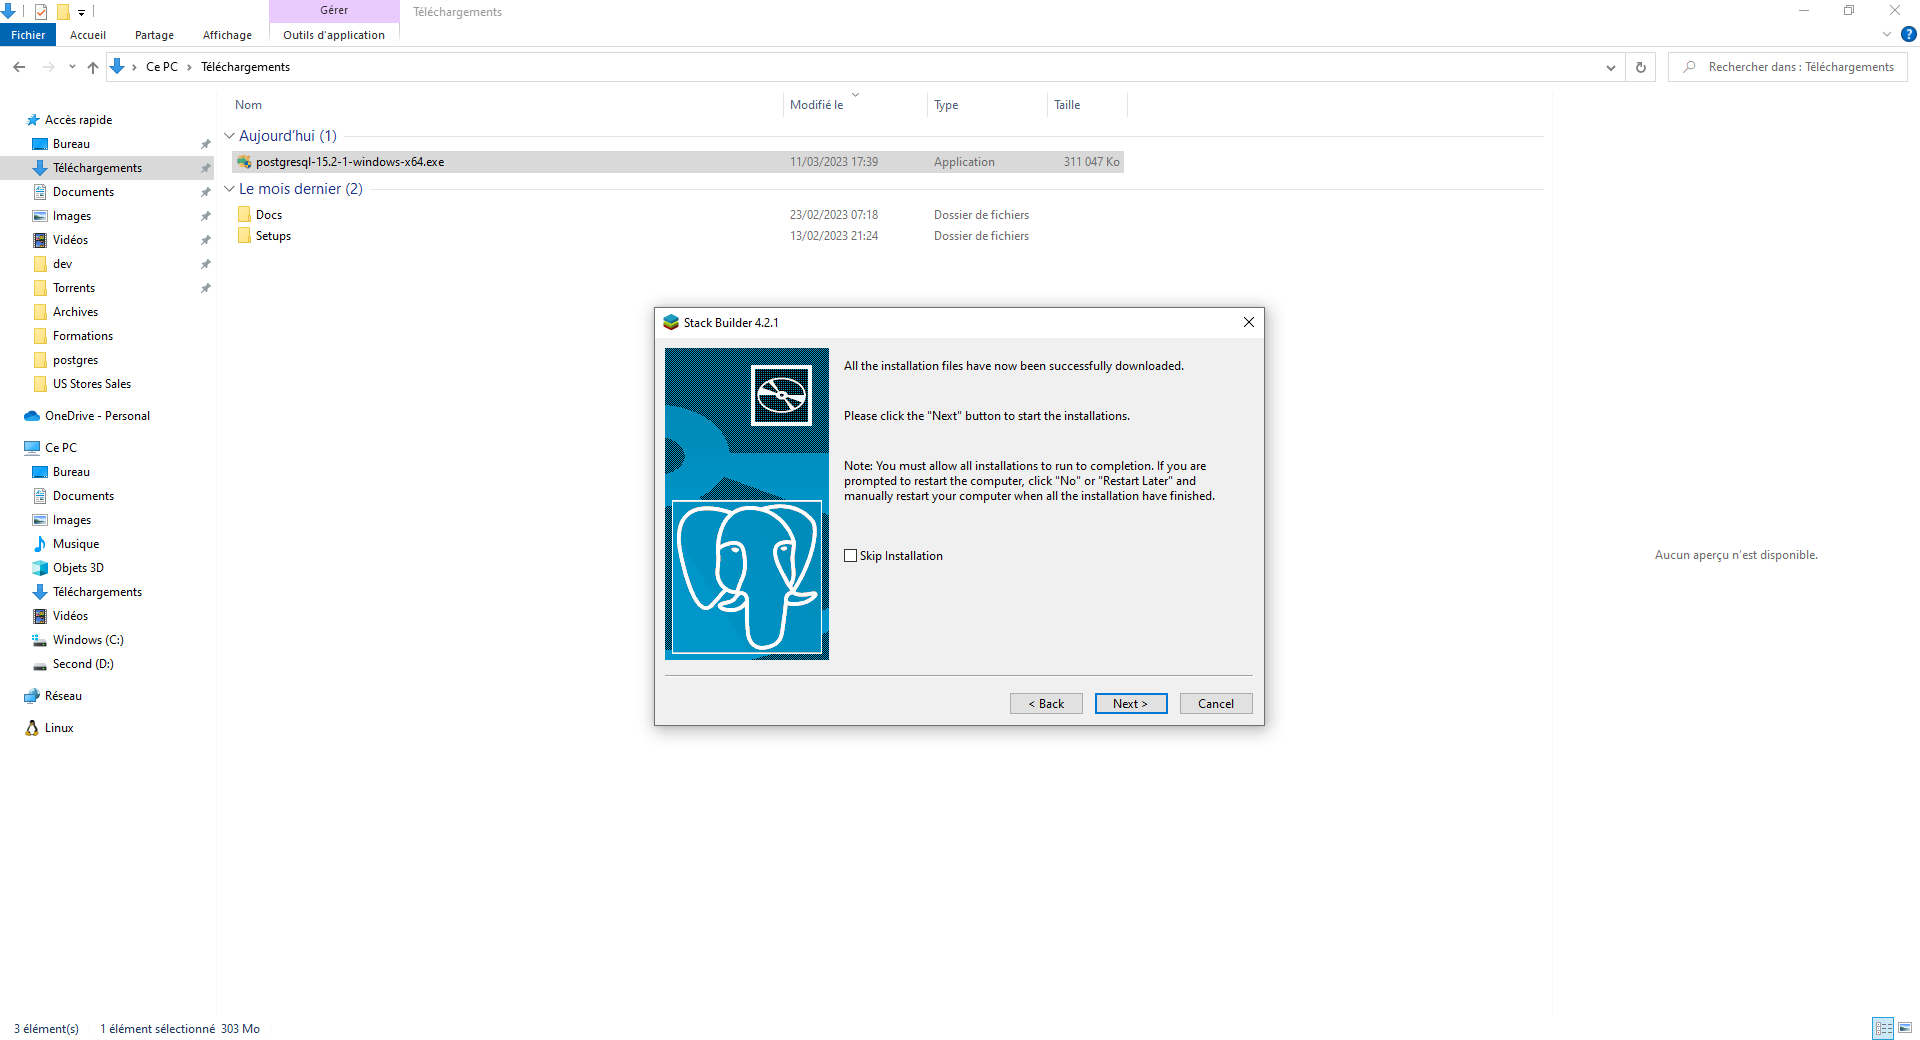 Gérer
Téléchargements
Fichier
Accueil
Partage
Affichage
Outils d'application
?
Ce PC
Téléchargements
Rechercher dans : Téléchargements
Nom
Modifié le
Type
Taille
Accès rapide
Bureau
Téléchargements
Documents
Images
Vidéos
dev
Torrents
Archives
Formations
postgres
US Stores Sales
OneDrive - Personal
Ce PC
Bureau
Documents
Images
Musique
Objets 3D
Téléchargements
Vidéos
Windows (C:)
Second (D:)
Réseau
Linux
Aujourd'hui (1)
postgresql-15.2-1-windows-x64.exe 11/03/2023 17:39 Application 311 047 Ko
Le mois dernier (2)
Docs 23/02/2023 07:18 Dossier de fichiers
Setups 13/02/2023 21:24 Dossier de fichiers
Stack Builder 4.2.1
All the installation files have now been successfully downloaded.
Please click the "Next" button to start the installations.
Note: You must allow all installations to run to completion. If you are
prompted to restart the computer, click "No" or "Restart Later" and
manually restart your computer when all the installation have finished.
Skip Installation
< Back
Next >
Cancel
Aucun aperçu n'est disponible.
3 élément(s)
1 élément sélectionné 303 Mo